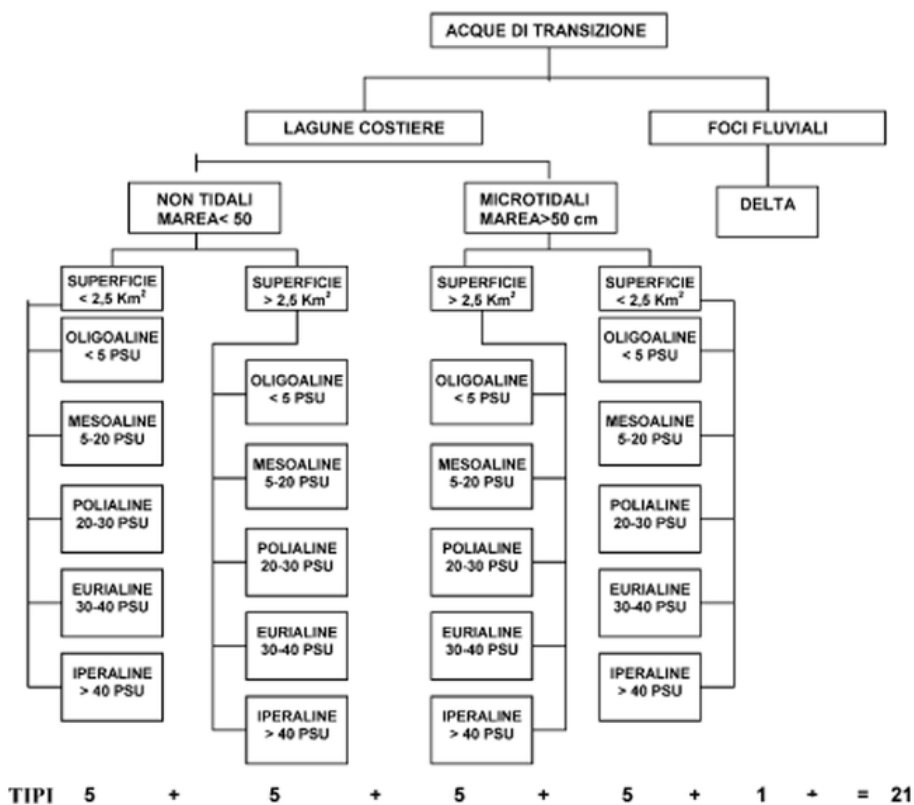 ACQUE DI TRANSIZIONE
LAGUNE COSTIERE
FOCI FLUVIALI
NON TIDALI
MAREA< 50
MICROTIDALI
MAREA>50 cm
DELTA
SUPERFICIE
< 2,5 Km²
OLIGOALINE
< 5 PSU
MESOALINE
5-20 PSU
POLIALINE
20-30 PSU
EURIALINE
30-40 PSU
IPERALINE
> 40 PSU
SUPERFICIE
> 2,5 Km²
OLIGOALINE
< 5 PSU
MESOALINE
5-20 PSU
POLIALINE
20-30 PSU
EURIALINE
30-40 PSU
IPERALINE
> 40 PSU
SUPERFICIE
> 2,5 Km²
OLIGOALINE
< 5 PSU
MESOALINE
5-20 PSU
POLIALINE
20-30 PSU
EURIALINE
30-40 PSU
IPERALINE
> 40 PSU
SUPERFICIE
< 2,5 Km²
OLIGOALINE
< 5 PSU
MESOALINE
5-20 PSU
POLIALINE
20-30 PSU
EURIALINE
30-40 PSU
IPERALINE
> 40 PSU
TIPI 5 + 5 + 5 + 5 + 1 + = 21